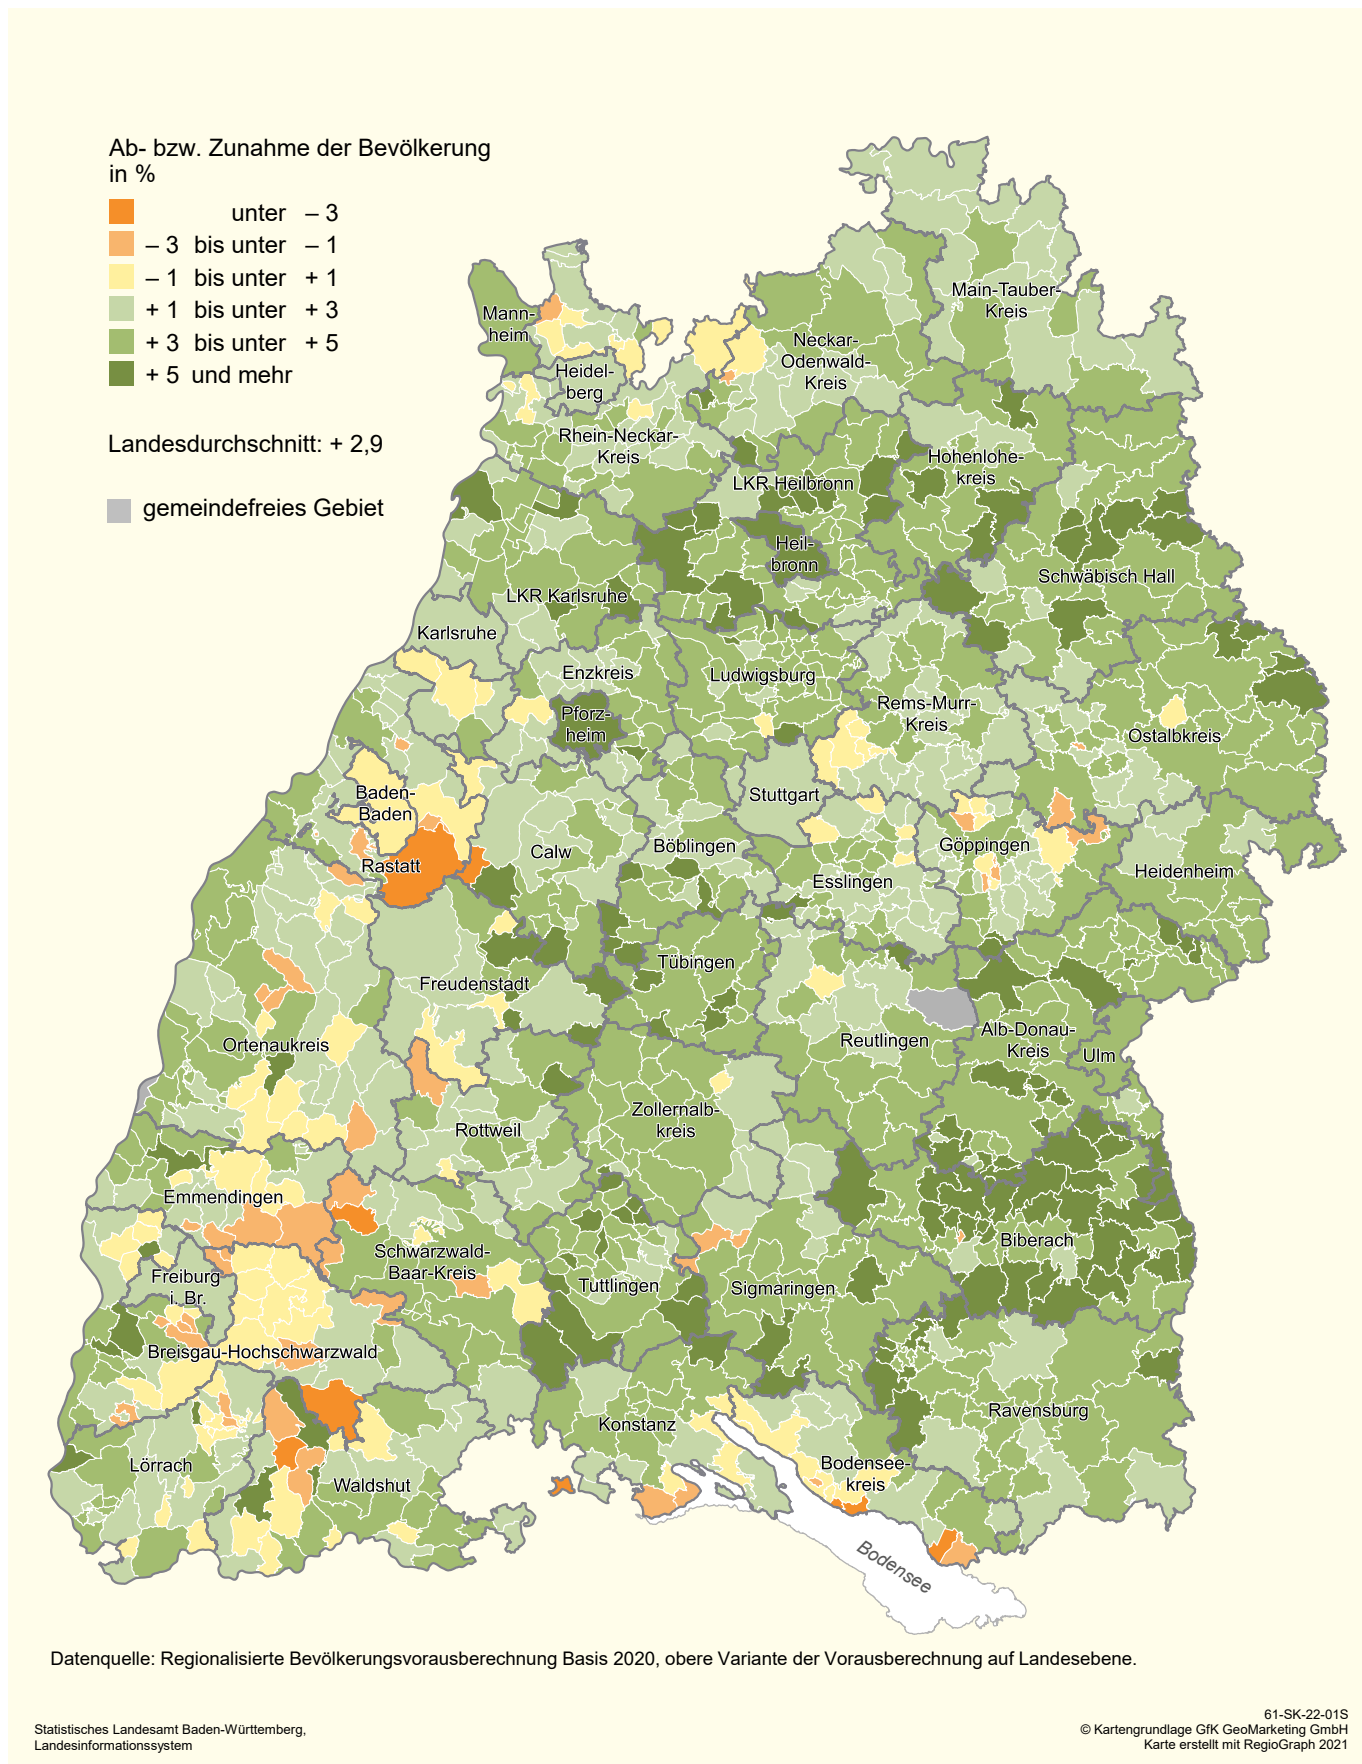 Ab- bzw. Zunahme der Bevölkerung
in %
unter – 3
– 3 bis unter – 1
– 1 bis unter + 1
+ 1 bis unter + 3
+ 3 bis unter + 5
+ 5 und mehr
Landesdurchschnitt: + 2,9
gemeindefreies Gebiet
Main-Tauber-
Kreis
Mann-
heim
Neckar-
Odenwald-
Kreis
Heidel-
berg
Rhein-Neckar-
Kreis
Hohenlohe-
kreis
LKR Heilbronn
Heil-
bronn
Schwäbisch Hall
LKR Karlsruhe
Karlsruhe
Enzkreis
Ludwigsburg
Rems-Murr-
Kreis
Pforz-
heim
Ostalbkreis
Baden-
Baden
Stuttgart
Rastatt
Calw
Böblingen
Göppingen
Esslingen
Heidenheim
Tübingen
Freudenstadt
Ortenaukreis
Reutlingen
Alb-Donau-
Kreis
Ulm
Zollernalb-
kreis
Rottweil
Emmendingen
Schwarzwald-
Baar-Kreis
Biberach
Freiburg
i. Br.
Tuttlingen
Sigmaringen
Breisgau-Hochschwarzwald
Konstanz
Ravensburg
Lörrach
Waldshut
Bodensee-
kreis
Bodensee
Datenquelle: Regionalisierte Bevölkerungsvorausberechnung Basis 2020, obere Variante der Vorausberechnung auf Landesebene.
Statistisches Landesamt Baden-Württemberg,
Landesinformationssystem
61-SK-22-01S
© Kartengrundlage GfK GeoMarketing GmbH
Karte erstellt mit RegioGraph 2021